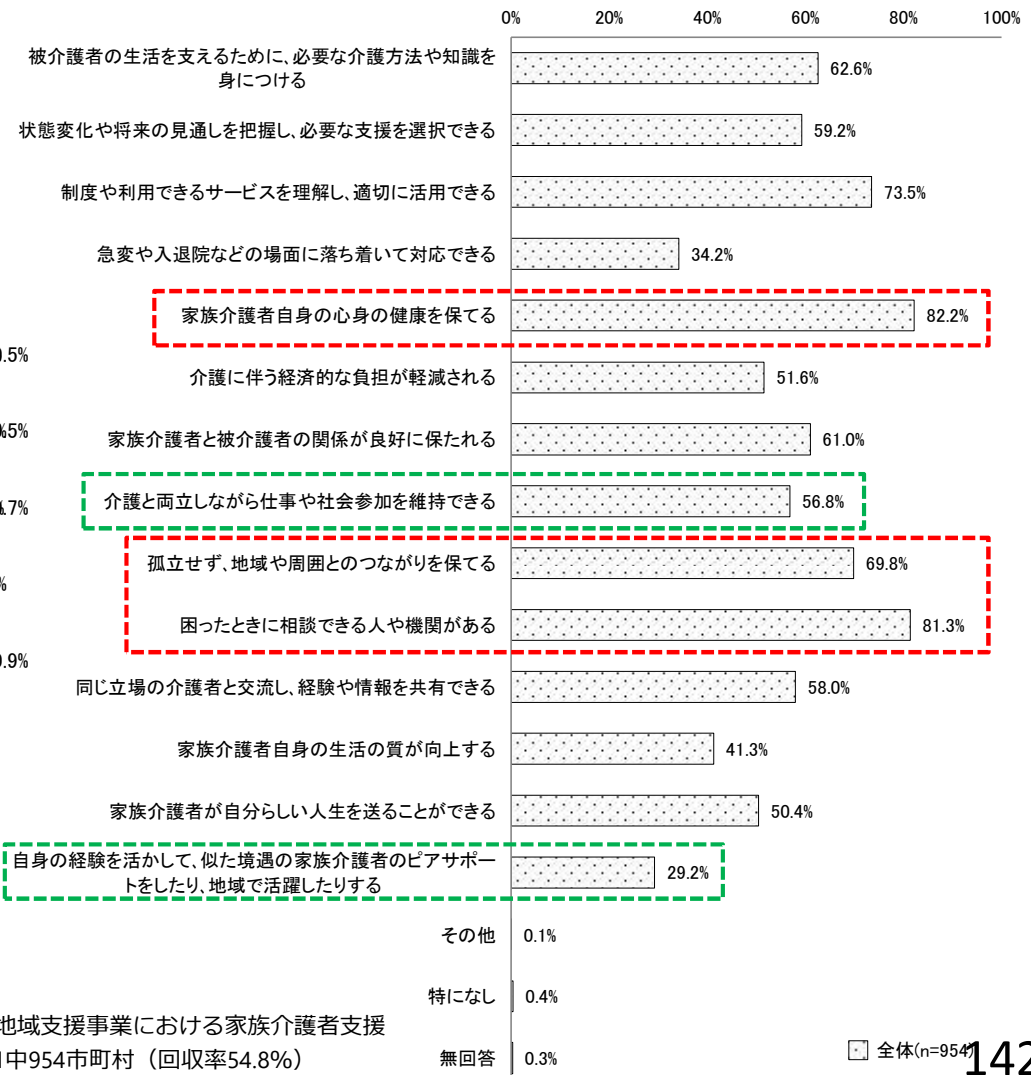 0% 20% 40% 60% 80% 100%
被介護者の生活を支えるために、必要な介護方法や知識を
身につける
62.6%
状態変化や将来の見通しを把握し、必要な支援を選択できる
59.2%
制度や利用できるサービスを理解し、適切に活用できる
73.5%
急変や入退院などの場面に落ち着いて対応できる
34.2%
家族介護者自身の心身の健康を保てる
82.2%
.5%
介護に伴う経済的な負担が軽減される
51.6%
5%
家族介護者と被介護者の関係が良好に保たれる
61.0%
介護と両立しながら仕事や社会参加を維持できる
56.8%
.7%
孤立せず、地域や周囲とのつながりを保てる
69.8%
%
困ったときに相談できる人や機関がある
81.3%
.9%
同じ立場の介護者と交流し、経験や情報を共有できる
58.0%
家族介護者自身の生活の質が向上する
41.3%
家族介護者が自分らしい人生を送ることができる
50.4%
自身の経験を活かして、似た境遇の家族介護者のピアサポー
トをしたり、地域で活躍したりする
29.2%
その他
0.1%
特になし
0.4%
地域支援事業における家族介護者支援
中954市町村（回収率54.8%）
無回答
0.3%
全体(n=954)
142